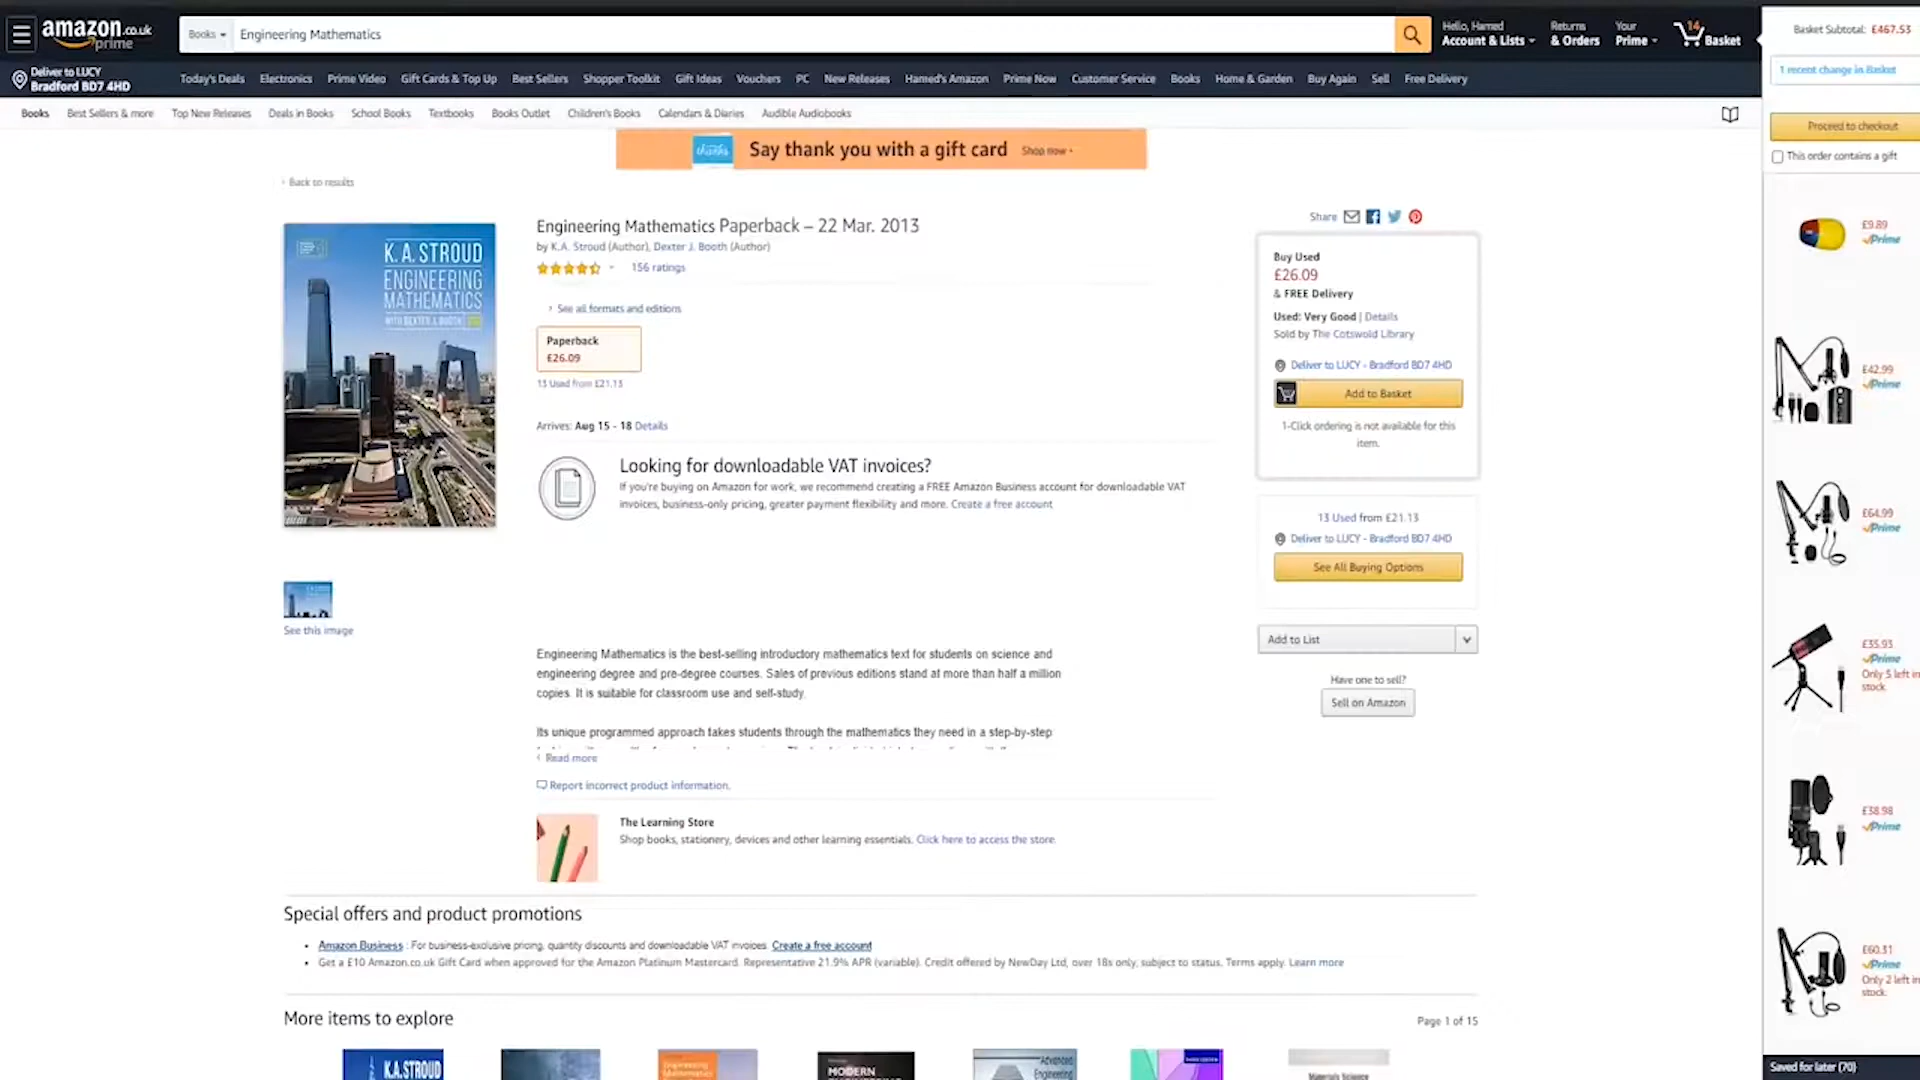 amazon.co.uk
prime
Books
Engineering Mathematics
Hello, Hamed
Account & Lists
Returns
& Orders
Your
Prime
14
Basket
Deliver to LUCY
Bradford BD7 4HD
Today's Deals Electronics Prime Video Gift Cards & Top Up Best Sellers Shopper Toolkit Gift Ideas Vouchers PC New Releases Hamed's Amazon Prime Now Customer Service Books Home & Garden Buy Again Sell Free Delivery
Books Best Sellers & more Top New Releases Deals in Books School Books Textbooks Books Outlet Children's Books Calendars & Diaries Audible Audiobooks
thanks Say thank you with a gift card Shop now ›
‹ Back to results
K.A. STROUD
ENGINEERING
MATHEMATICS
WITH DEXTER J. BOOTH
See this image
Engineering Mathematics Paperback – 22 Mar. 2013
by K.A. Stroud (Author), Dexter J. Booth (Author)
156 ratings
› See all formats and editions
Paperback
£26.09
13 Used from £21.13
Arrives: Aug 15 - 18 Details
Looking for downloadable VAT invoices?
If you're buying on Amazon for work, we recommend creating a FREE Amazon Business account for downloadable VAT
invoices, business-only pricing, greater payment flexibility and more. Create a free account
Engineering Mathematics is the best-selling introductory mathematics text for students on science and
engineering degree and pre-degree courses. Sales of previous editions stand at more than half a million
copies. It is suitable for classroom use and self-study.
Its unique programmed approach takes students through the mathematics they need in a step-by-step
Read more
Report incorrect product information.
The Learning Store
Shop books, stationery, devices and other learning essentials. Click here to access the store.
Share
Buy Used
£26.09
& FREE Delivery
Used: Very Good | Details
Sold by The Cotswold Library
Deliver to LUCY - Bradford BD7 4HD
Add to Basket
1-Click ordering is not available for this
item.
13 Used from £21.13
Deliver to LUCY - Bradford BD7 4HD
See All Buying Options
Add to List
Have one to sell?
Sell on Amazon
Special offers and product promotions
• Amazon Business : For business-exclusive pricing, quantity discounts and downloadable VAT invoices. Create a free account
• Get a £10 Amazon.co.uk Gift Card when approved for the Amazon Platinum Mastercard. Representative 21.9% APR (variable). Credit offered by NewDay Ltd, over 18s only, subject to status. Terms apply. Learn more
More items to explore
Page 1 of 15
K.A. STROUD
Engineering
Mathematics
MODERN
Advanced
Engineering
Materials Science
Basket Subtotal: £467.53
1 recent change in Basket
Proceed to checkout
This order contains a gift
£9.89
Prime
£42.99
Prime
£64.99
Prime
£35.93
Prime
Only 5 left in
stock.
£38.98
Prime
£60.31
Prime
Only 2 left in
stock.
Saved for later (70)